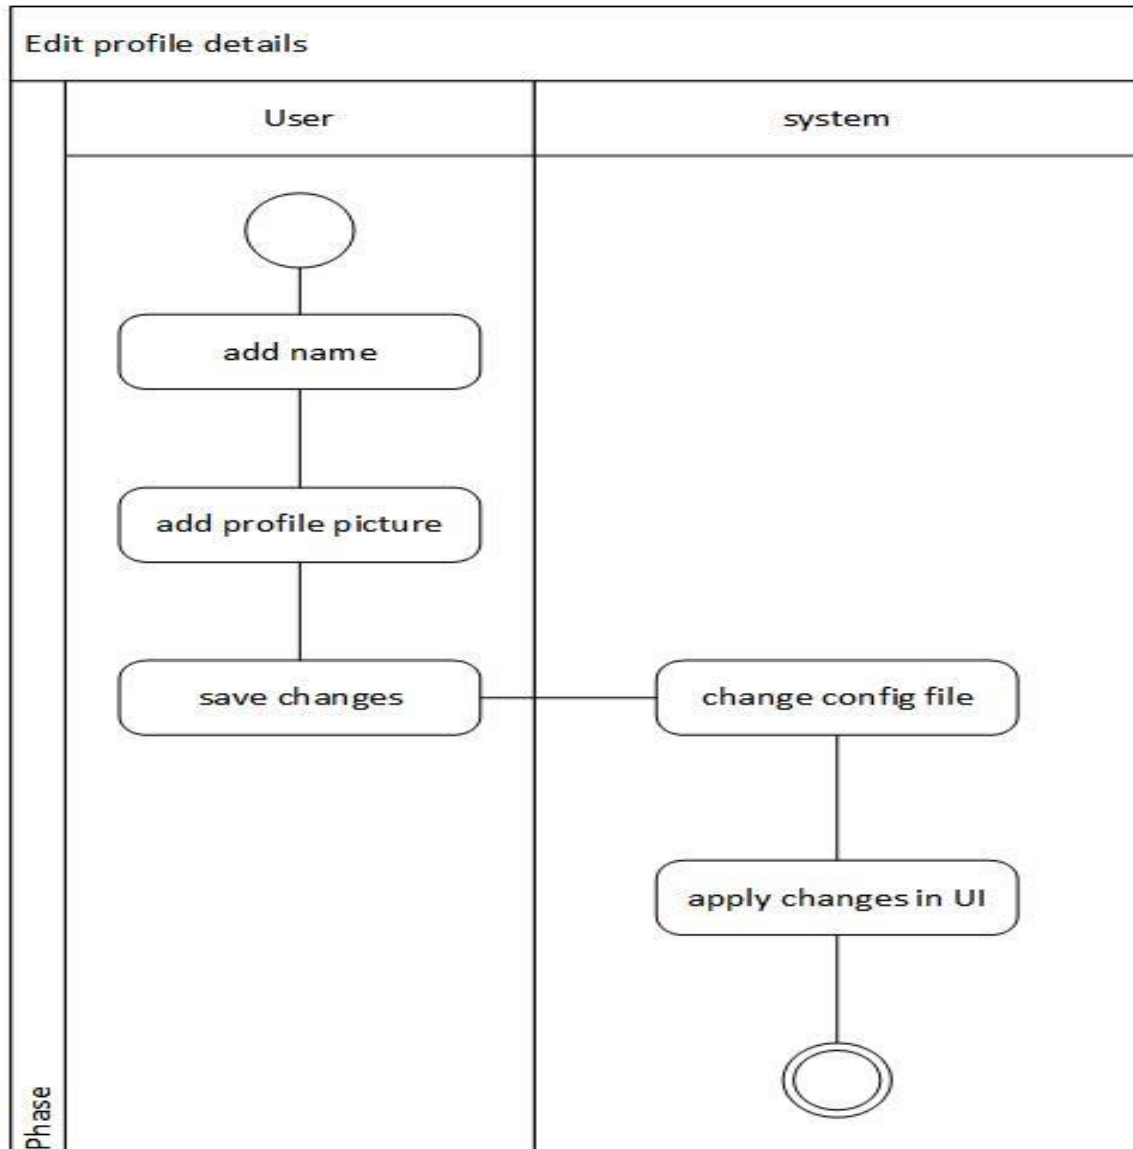 Edit profile details
User
system
add name
add profile picture
save changes
change config file
apply changes in UI
Phase